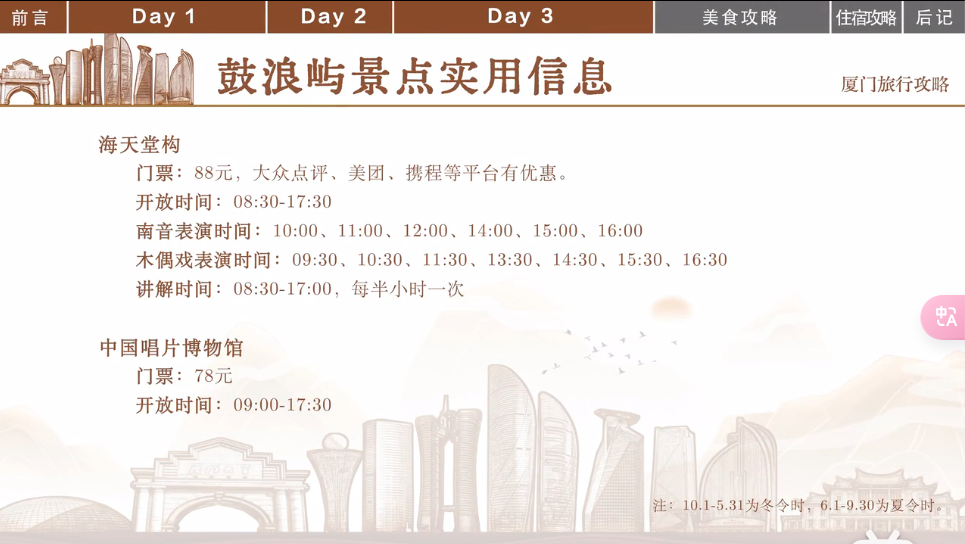 前言 Day 1 Day 2 Day 3 美食攻略 住宿攻略 后记
鼓浪屿景点实用信息
厦门旅行攻略
海天堂构
门票：88元，大众点评、美团、携程等平台有优惠。
开放时间：08:30-17:30
南音表演时间：10:00、11:00、12:00、14:00、15:00、16:00
木偶戏表演时间：09:30、10:30、11:30、13:30、14:30、15:30、16:30
讲解时间：08:30-17:00，每半小时一次
中国唱片博物馆
门票：78元
开放时间：09:00-17:30
注：10.1-5.31为冬令时，6.1-9.30为夏令时。
中
A